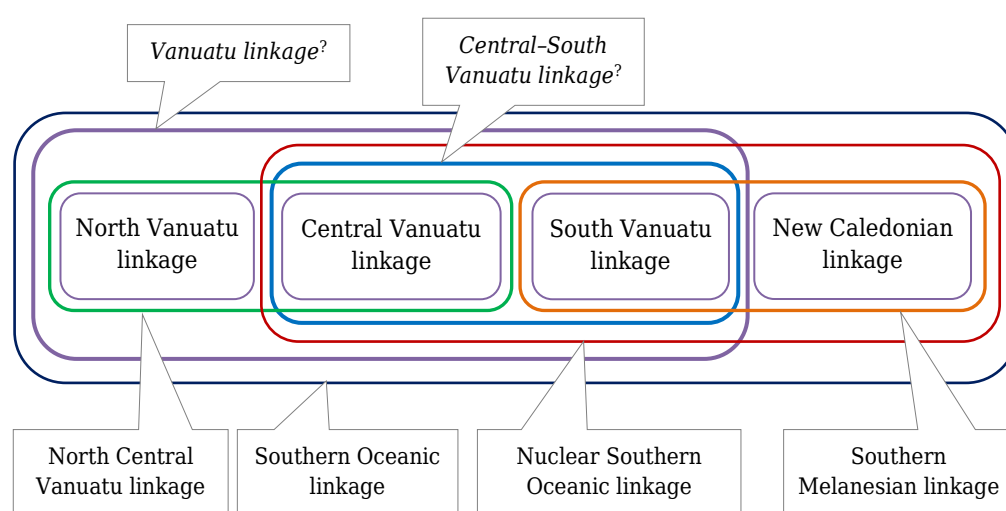 Vanuatu linkage?
Central–South
Vanuatu linkage?
North Vanuatu
linkage
Central Vanuatu
linkage
South Vanuatu
linkage
New Caledonian
linkage
North Central
Vanuatu linkage
Southern Oceanic
linkage
Nuclear Southern
Oceanic linkage
Southern
Melanesian linkage